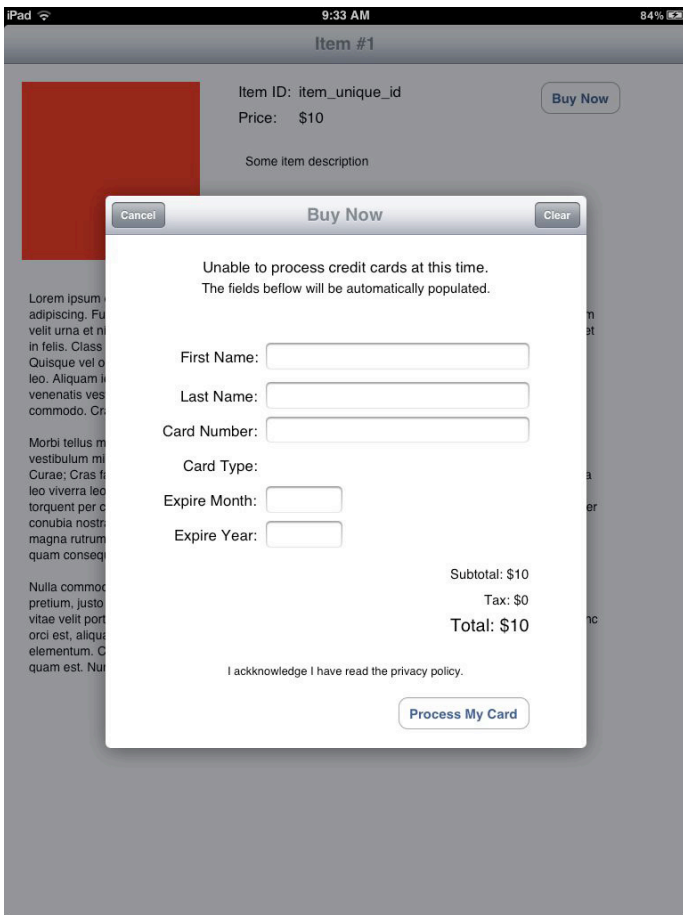 iPad 9:33 AM 84%
Item #1
Item ID: item_unique_id
Buy Now
Price: $10
Some item description
Cancel Buy Now Clear
Unable to process credit cards at this time.
The fields beflow will be automatically populated.
First Name:
Last Name:
Card Number:
Card Type:
Expire Month:
Expire Year:
Subtotal: $10
Tax: $0
Total: $10
I ackknowledge I have read the privacy policy.
Process My Card
Lorem ipsum
adipiscing. Fu
velit urna et ni
in felis. Class
Quisque vel o
leo. Aliquam i
venenatis ves
commodo. Cr
Morbi tellus m
vestibulum mi
Curae; Cras fa
leo viverra leo
torquent per c
conubia nostr
magna rutrum
quam consequ
Nulla commod
pretium, justo
vitae velit port
orci est, aliqua
elementum. C
quam est. Nu